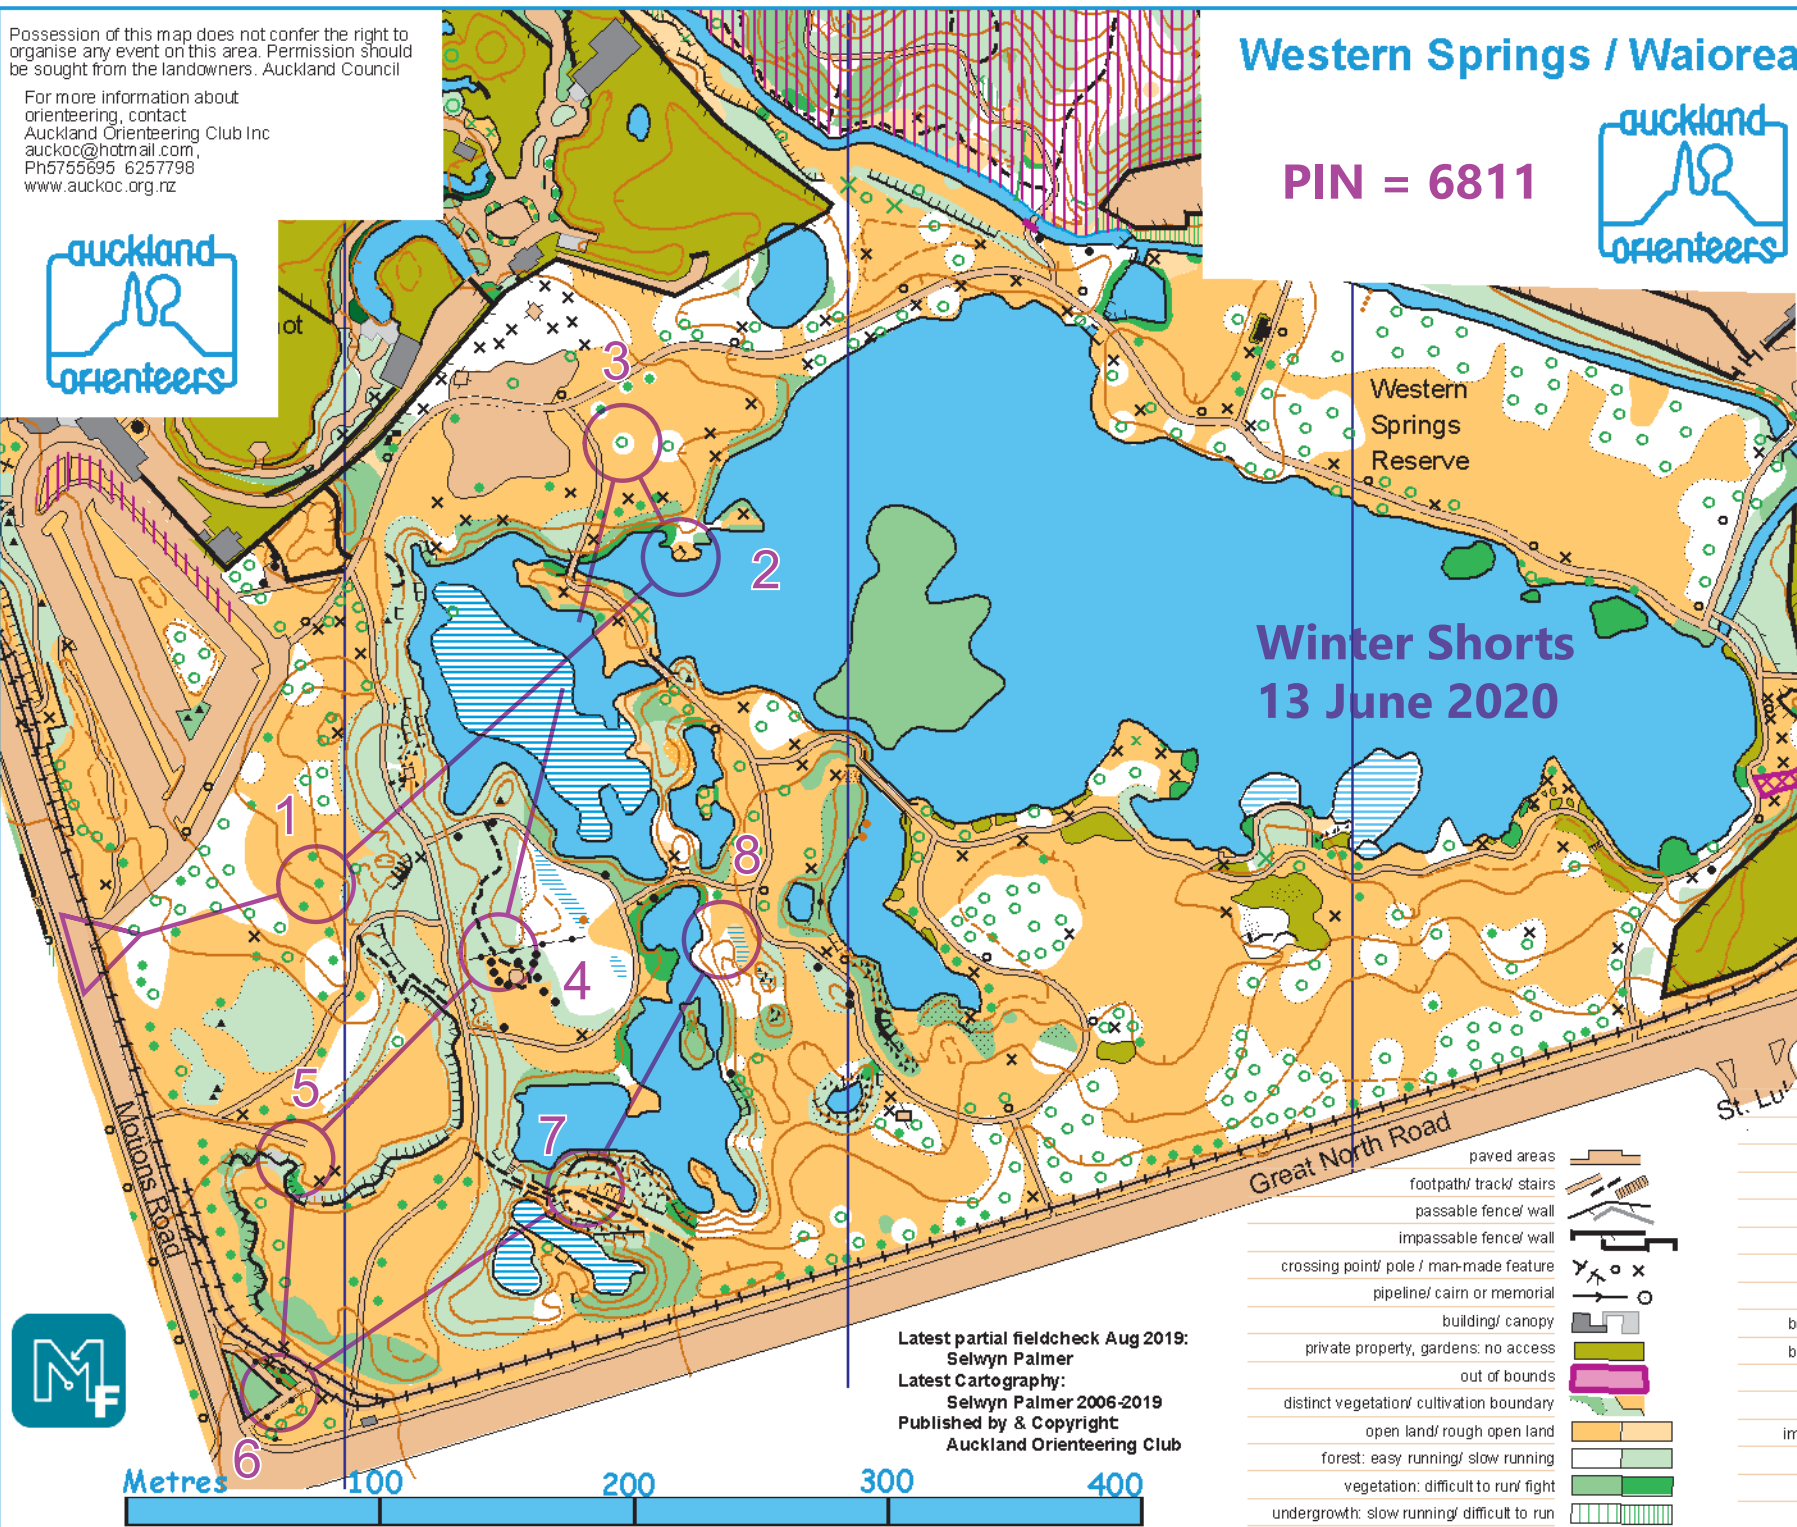 Possession of this map does not confer the right to
organise any event on this area. Permission should
be sought from the landowners. Auckland Council
For more information about
orienteering, contact
Auckland Orienteering Club Inc
auckoc@hotmail.com,
Ph5755695 6257798
www.auckoc.org.nz
auckland
orienteers
Western Springs / Waiorea
PIN = 6811
auckland
orienteers
ot
3
Western
Springs
Reserve
2
Winter Shorts
13 June 2020
1
8
4
5
7
6
Motions Road
Great North Road
St. Lu
MF
Latest partial fieldcheck Aug 2019:
Selwyn Palmer
Latest Cartography:
Selwyn Palmer 2006-2019
Published by & Copyright:
Auckland Orienteering Club
paved areas
footpath/ track/ stairs
passable fence/ wall
impassable fence/ wall
crossing point/ pole / man-made feature
pipeline/ cairn or memorial
building/ canopy
private property, gardens: no access
out of bounds
distinct vegetation/ cultivation boundary
open land/ rough open land
forest: easy running/ slow running
vegetation: difficult to run/ fight
undergrowth: slow running/ difficult to run
b
b
im
Metres 100 200 300 400